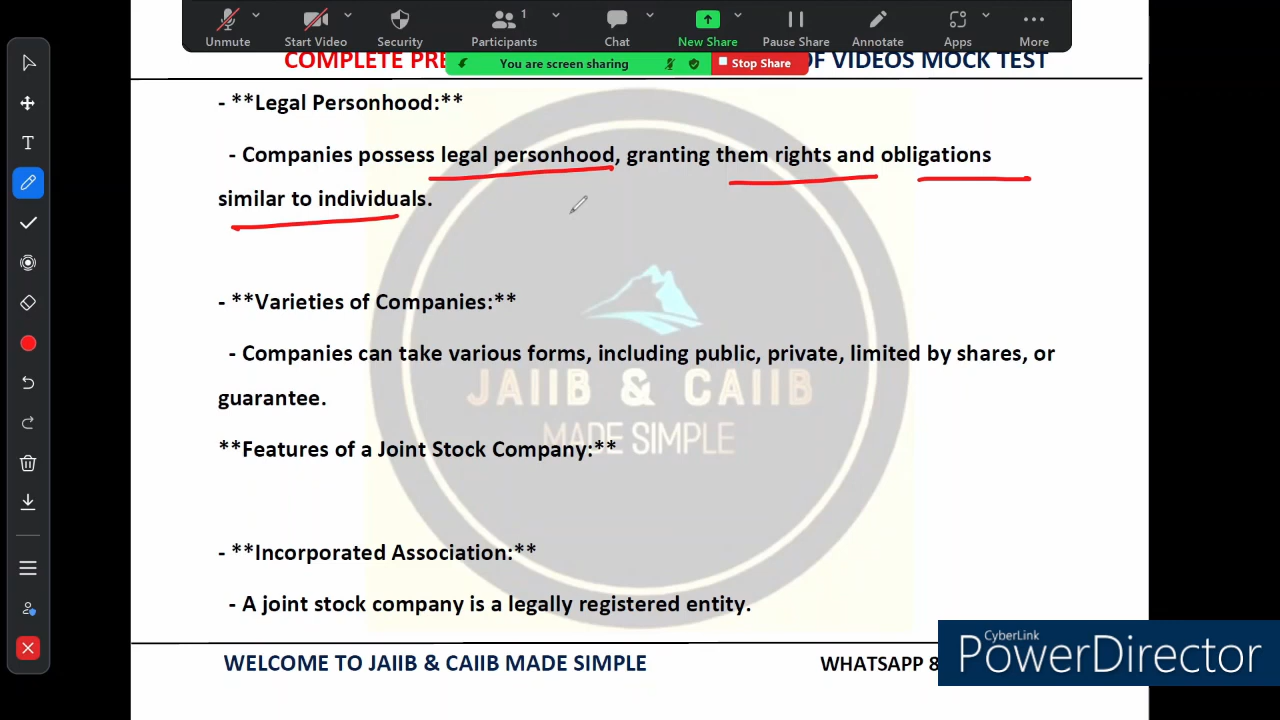 Unmute
Start Video
Security
Participants
1
Chat
New Share
Pause Share
Annotate
Apps
More
You are screen sharing
Stop Share
COMPLETE OF VIDEOS MOCK TEST
- **Legal Personhood:**
- Companies possess legal personhood, granting them rights and obligations
similar to individuals.
- **Varieties of Companies:**
- Companies can take various forms, including public, private, limited by shares, or
guarantee.
JAIIB & CAIIB
MADE SIMPLE
**Features of a Joint Stock Company:**
- **Incorporated Association:**
- A joint stock company is a legally registered entity.
WELCOME TO JAIIB & CAIIB MADE SIMPLE
WHATSAPP 8
CyberLink
PowerDirector